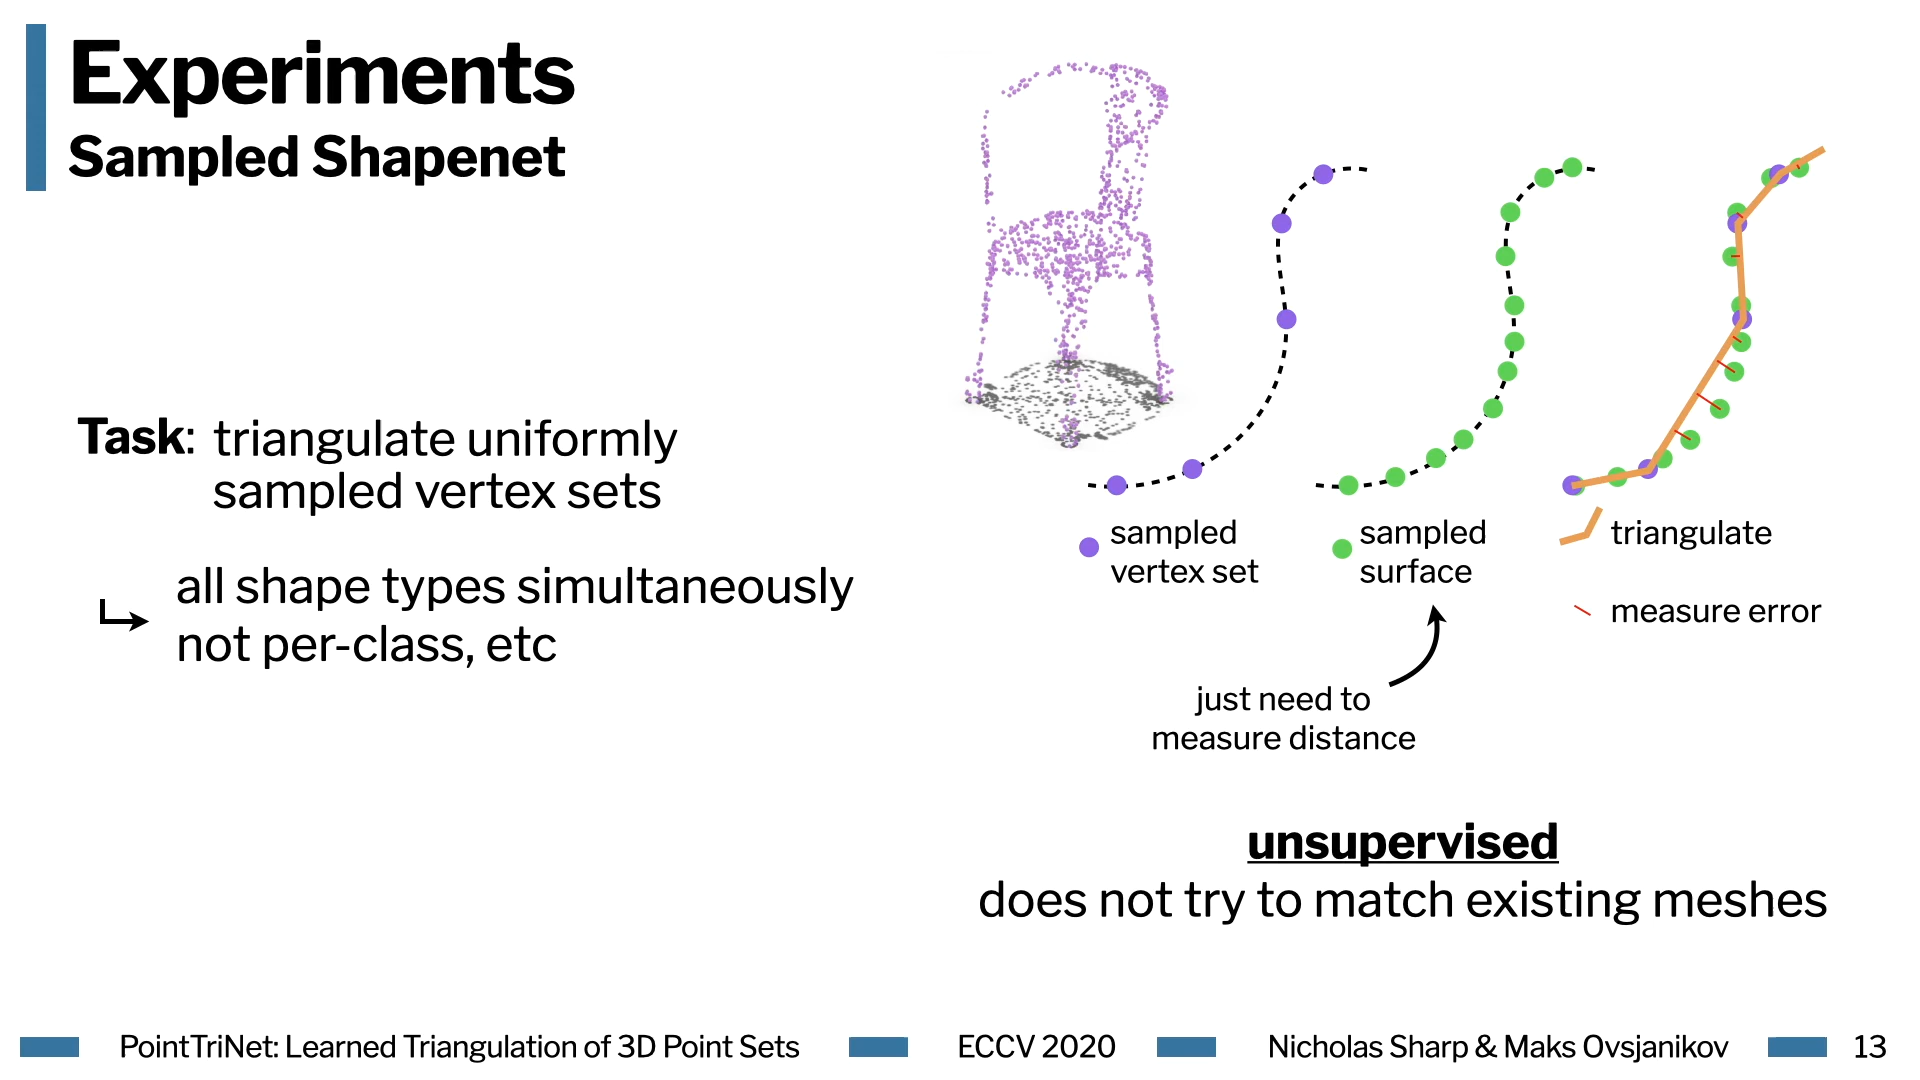 Experiments
Sampled Shapenet
Task: triangulate uniformly
sampled vertex sets
all shape types simultaneously
not per-class, etc
sampled
vertex set
sampled
surface
triangulate
measure error
just need to
measure distance
unsupervised
does not try to match existing meshes
PointTriNet: Learned Triangulation of 3D Point Sets
ECCV 2020
Nicholas Sharp & Maks Ovsjanikov
13